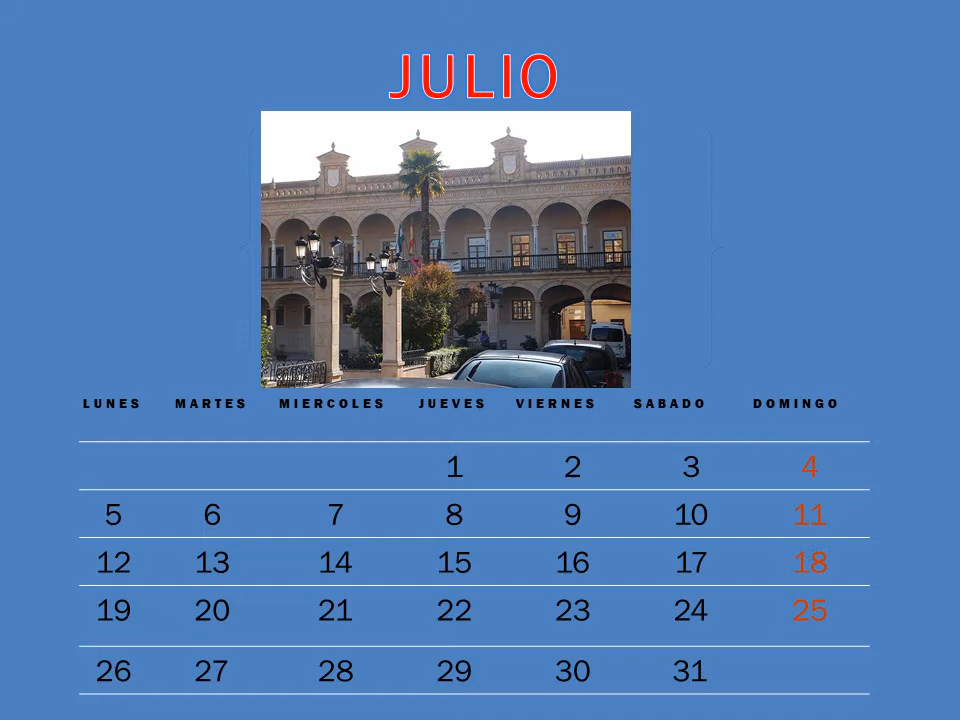 JULIO
LUNES MARTES MIERCOLES JUEVES VIERNES SABADO DOMINGO
1 2 3 4
5 6 7 8 9 10 11
12 13 14 15 16 17 18
19 20 21 22 23 24 25
26 27 28 29 30 31